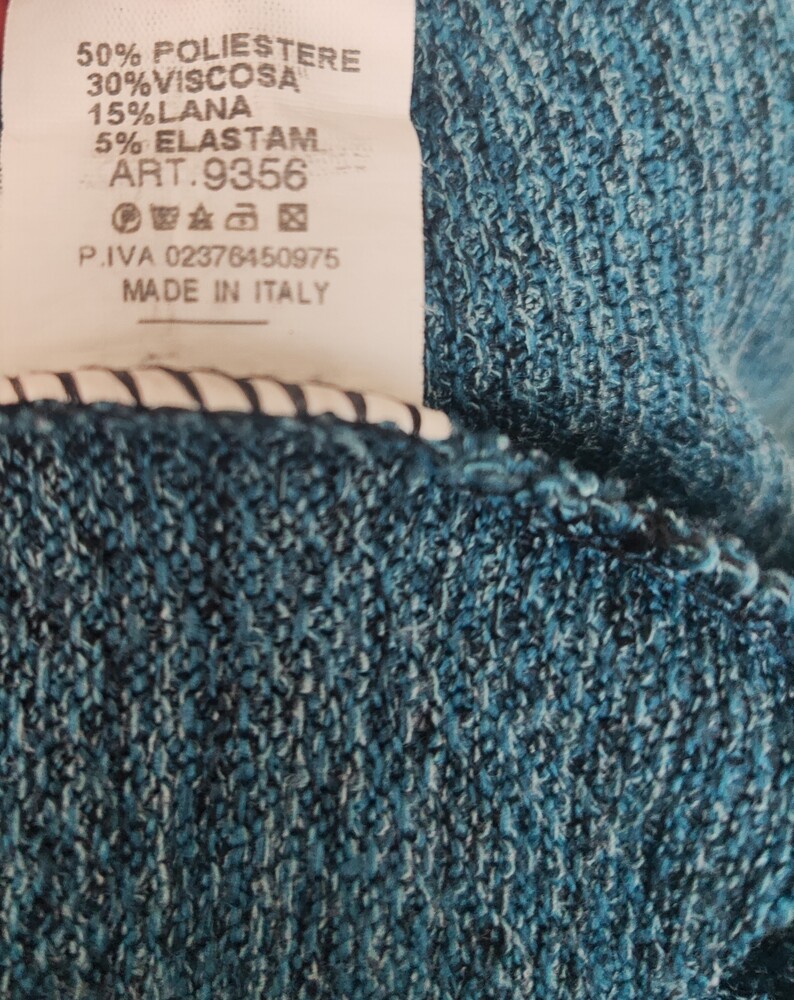 50% POLIESTERE
30%VISCOSA
15%LANA
5% ELASTAM
ART.9356
P.IVA 02376450975
MADE IN ITALY